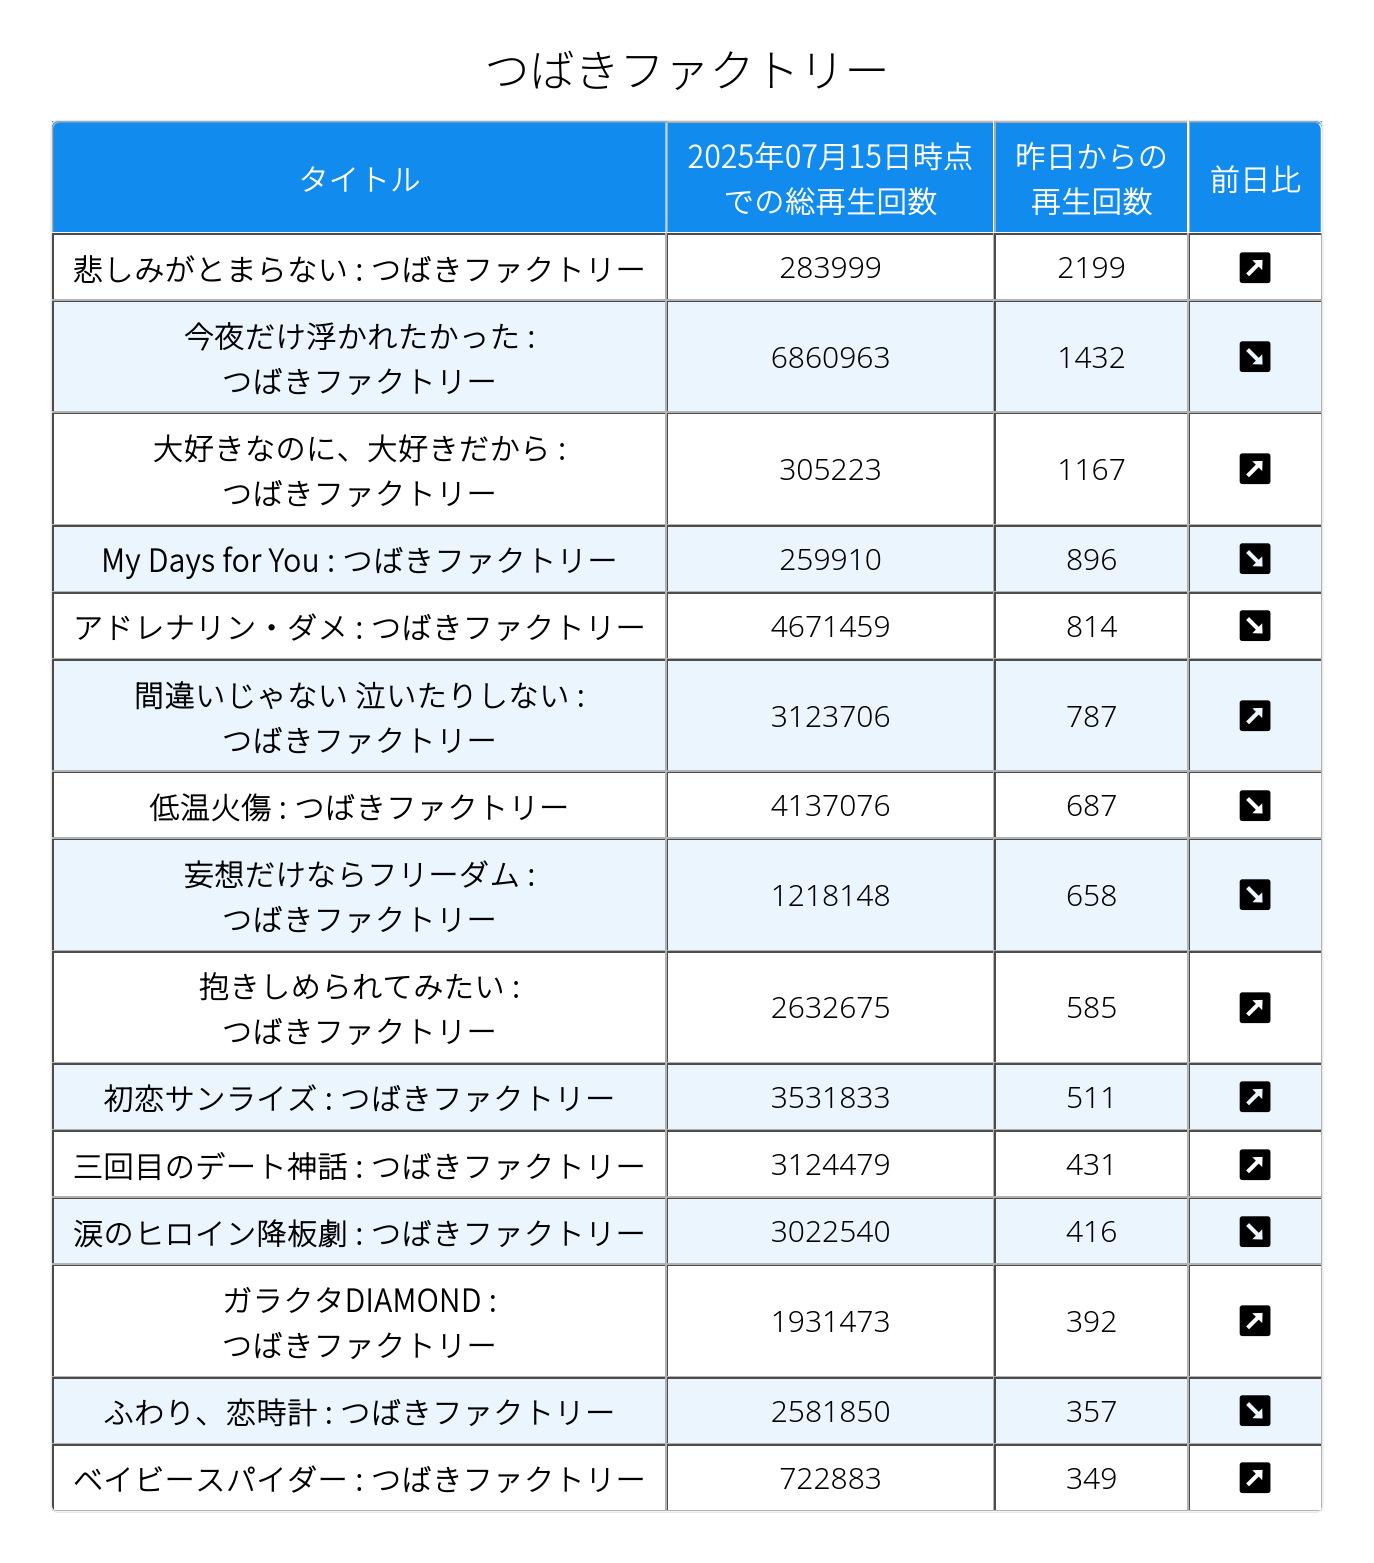 つばきファクトリー
タイトル
2025年07月15日時点
での総再生回数
昨日からの
再生回数
前日比
悲しみがとまらない : つばきファクトリー
283999
2199
今夜だけ浮かれたかった :
つばきファクトリー
6860963
1432
大好きなのに、大好きだから :
つばきファクトリー
305223
1167
My Days for You : つばきファクトリー
259910
896
アドレナリン・ダメ : つばきファクトリー
4671459
814
間違いじゃない 泣いたりしない :
つばきファクトリー
3123706
787
低温火傷 : つばきファクトリー
4137076
687
妄想だけならフリーダム :
つばきファクトリー
1218148
658
抱きしめられてみたい :
つばきファクトリー
2632675
585
初恋サンライズ : つばきファクトリー
3531833
511
三回目のデート神話 : つばきファクトリー
3124479
431
涙のヒロイン降板劇 : つばきファクトリー
3022540
416
ガラクタDIAMOND :
つばきファクトリー
1931473
392
ふわり、恋時計 : つばきファクトリー
2581850
357
ベイビースパイダー : つばきファクトリー
722883
349